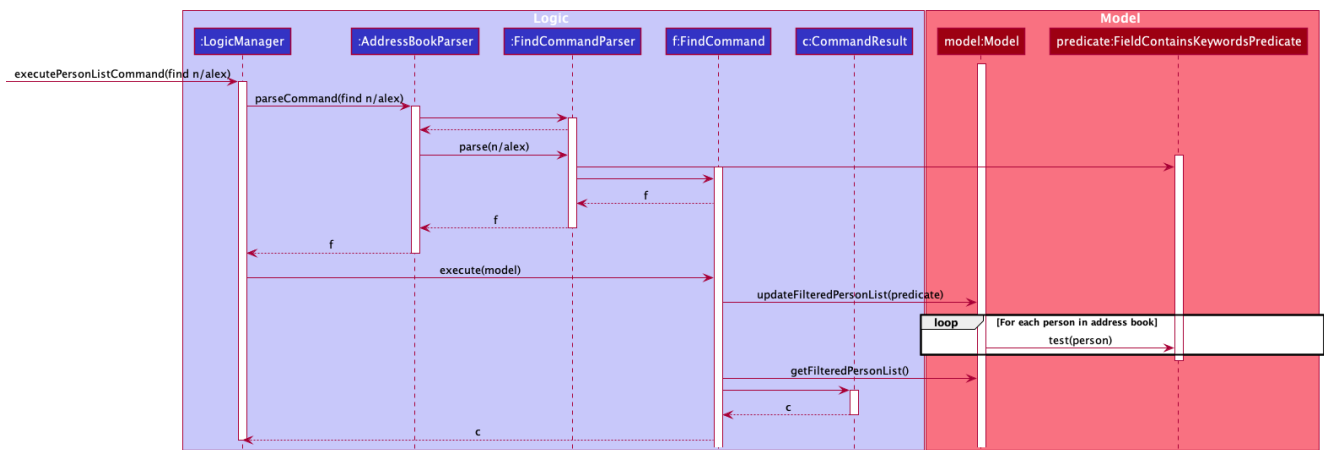 Logic
Model
:LogicManager
:AddressBookParser
:FindCommandParser
f:FindCommand
c:CommandResult
model:Model
predicate:FieldContainsKeywordsPredicate
executePersonListCommand(find n/alex)
parseCommand(find n/alex)
parse(n/alex)
f
f
f
execute(model)
updateFilteredPersonList(predicate)
loop
[For each person in address book]
test(person)
getFilteredPersonList()
c
c